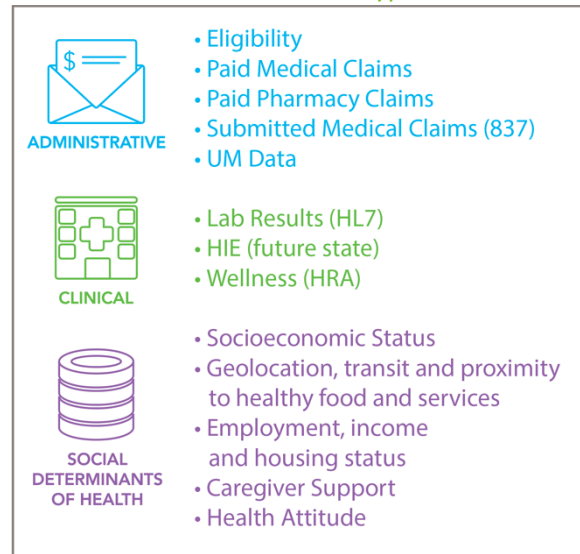 $
ADMINISTRATIVE
• Eligibility
• Paid Medical Claims
• Paid Pharmacy Claims
• Submitted Medical Claims (837)
• UM Data
CLINICAL
• Lab Results (HL7)
• HIE (future state)
• Wellness (HRA)
SOCIAL
DETERMINANTS
OF HEALTH
• Socioeconomic Status
• Geolocation, transit and proximity
to healthy food and services
• Employment, income
and housing status
• Caregiver Support
• Health Attitude